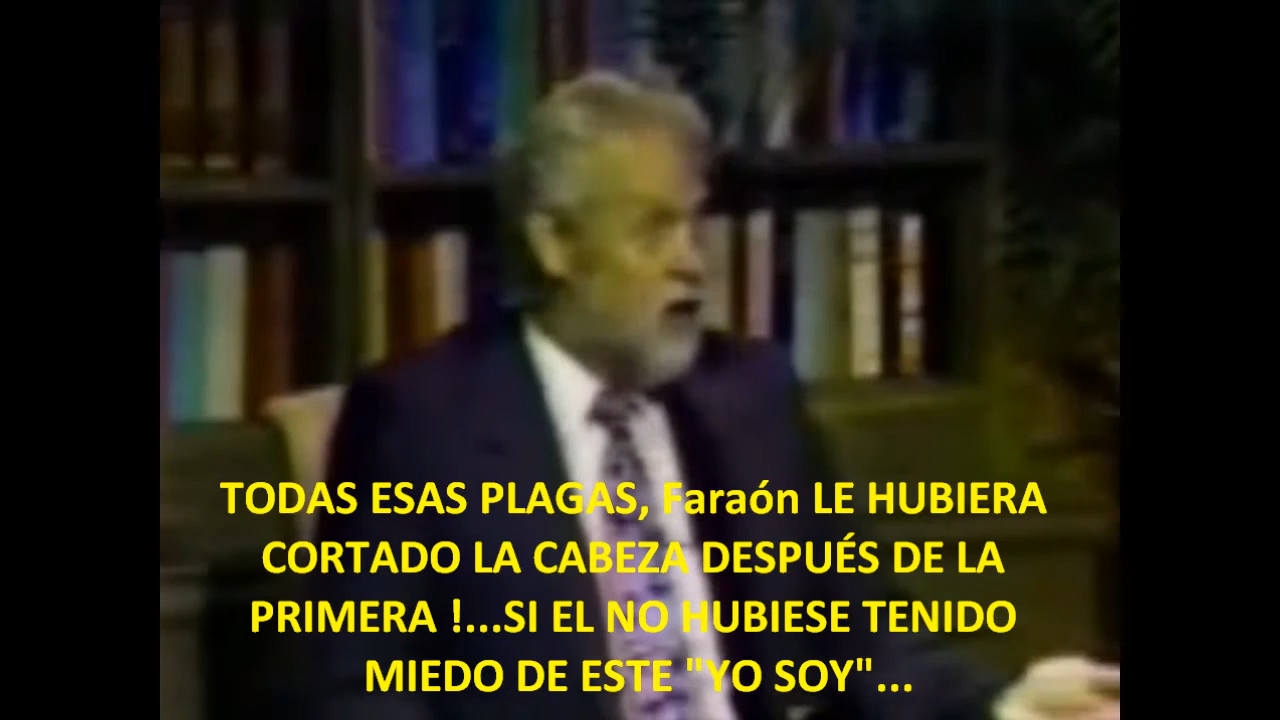 TODAS ESAS PLAGAS, Faraón LE HUBIERA
CORTADO LA CABEZA DESPUÉS DE LA
PRIMERA !...SI EL NO HUBIESE TENIDO
MIEDO DE ESTE "YO SOY"...